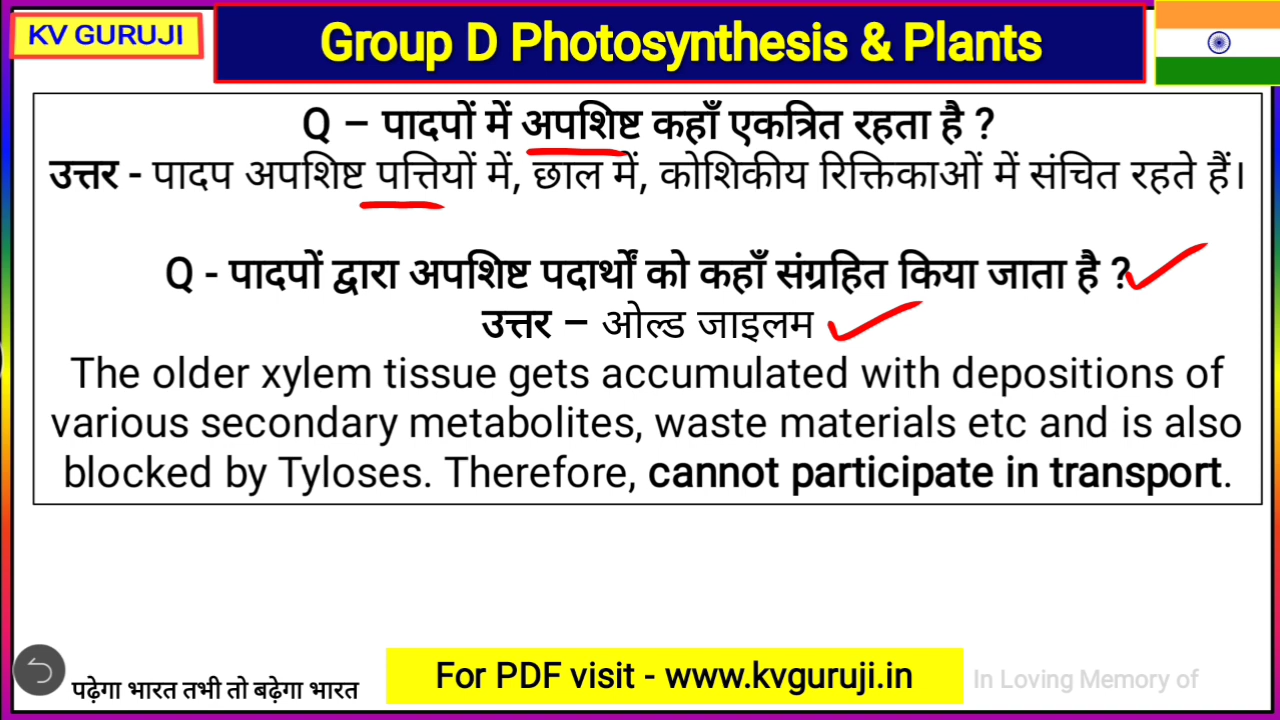 KV GURUJI
Group D Photosynthesis & Plants
Q – पादपों में अपशिष्ट कहाँ एकत्रित रहता है ?
उत्तर - पादप अपशिष्ट पत्तियों में, छाल में, कोशिकीय रिक्तिकाओं में संचित रहते हैं।
Q - पादपों द्वारा अपशिष्ट पदार्थों को कहाँ संग्रहित किया जाता है ?
उत्तर – ओल्ड जाइलम
The older xylem tissue gets accumulated with depositions of
various secondary metabolites, waste materials etc and is also
blocked by Tyloses. Therefore, cannot participate in transport.
पढ़ेगा भारत तभी तो बढ़ेगा भारत
For PDF visit - www.kvguruji.in
In Loving Memory of